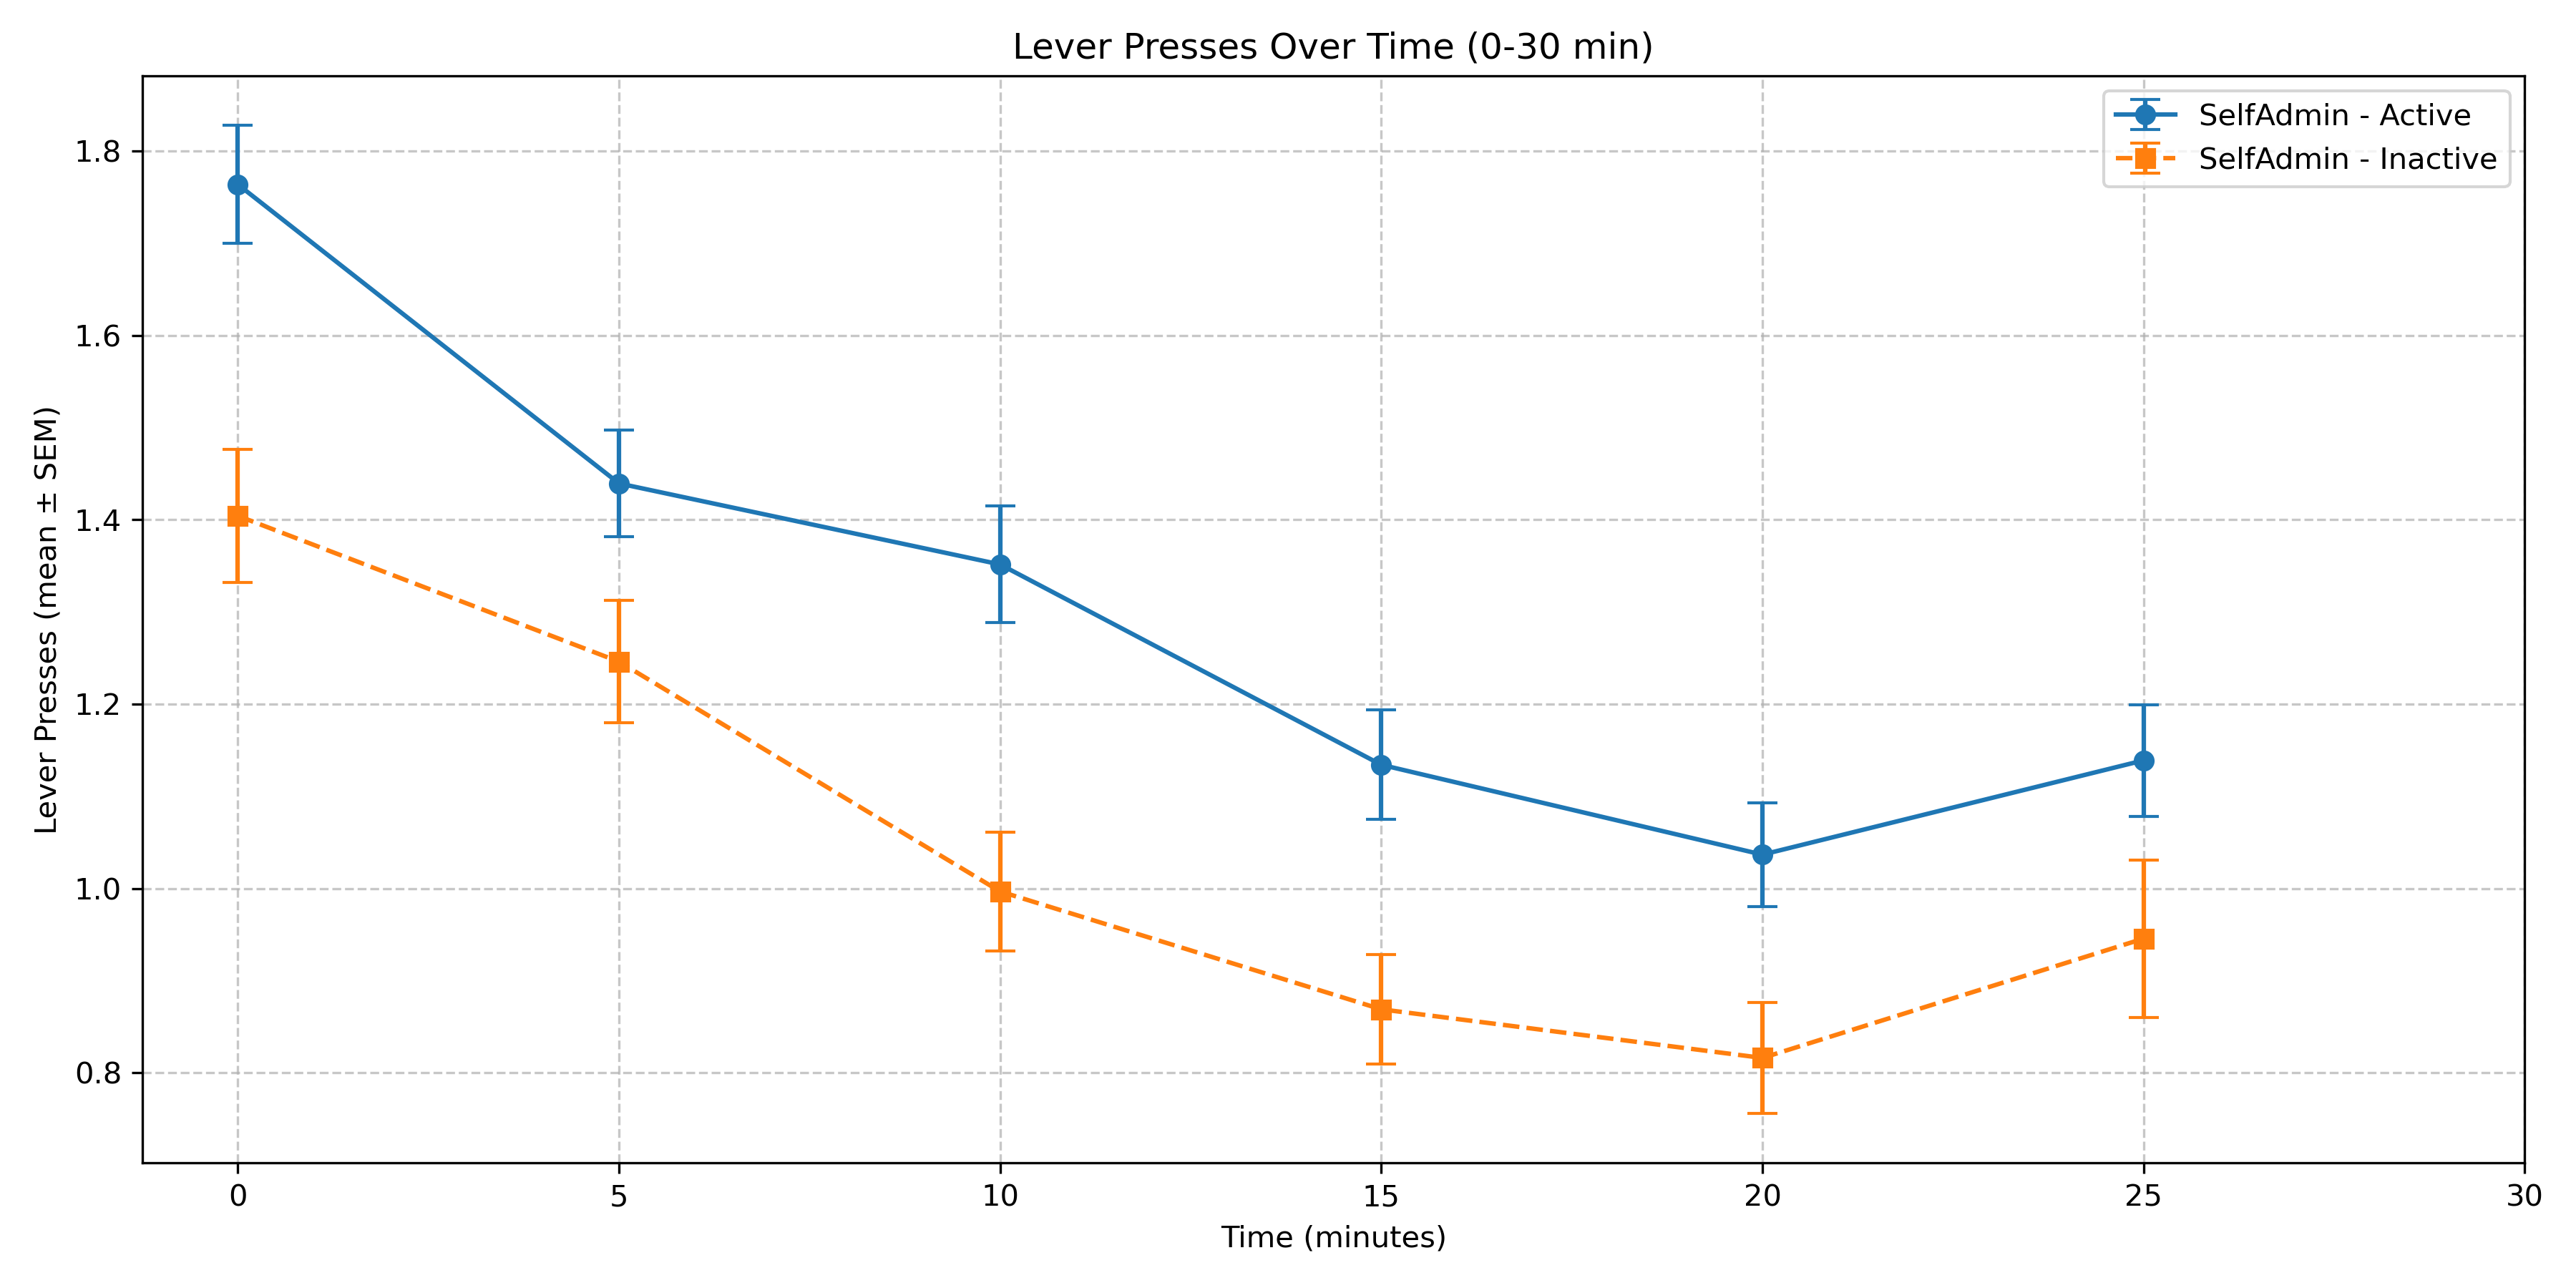 Lever Presses Over Time (0-30 min)
SelfAdmin - Active
SelfAdmin - Inactive
Lever Presses (mean ± SEM)
1.8
1.6
1.4
1.2
1.0
0.8
0 5 10 15 20 25 30
Time (minutes)